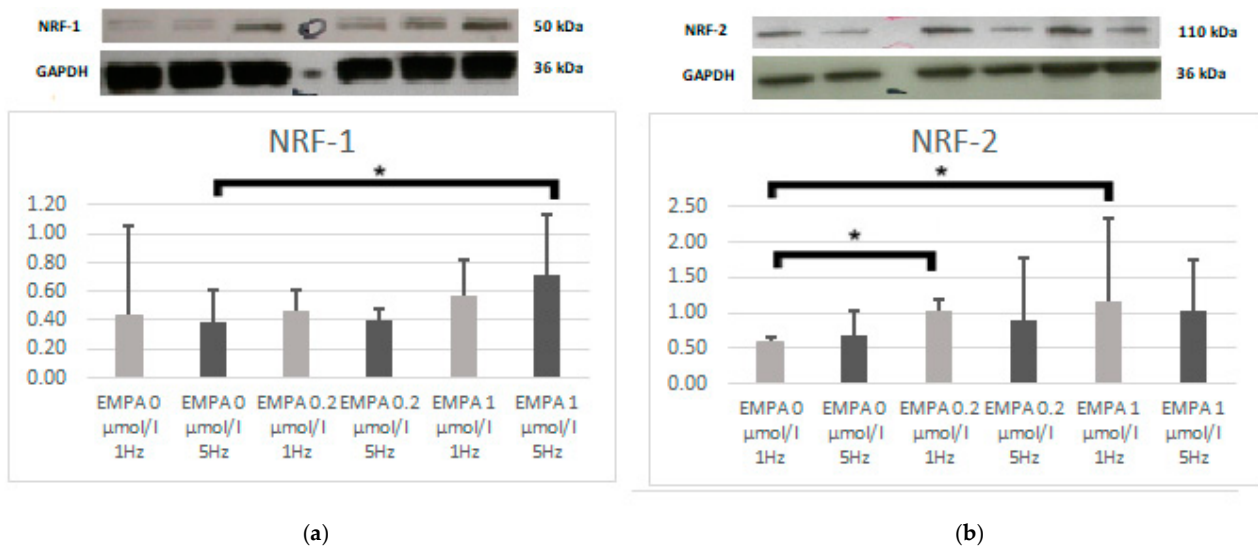 NRF-1
50 kDa
GAPDH
36 kDa
NRF-1
*
1.20
1.00
0.80
0.60
0.40
0.20
0.00
EMPA 0 EMPA 0 EMPA 0.2 EMPA 0.2 EMPA 1 EMPA 1
µmol/l µmol/l µmol/l µmol/l µmol/l µmol/l
1Hz 5Hz 1Hz 5Hz 1Hz 5Hz
(a)
NRF-2
110 kDa
GAPDH
36 kDa
NRF-2
*
*
2.50
2.00
1.50
1.00
0.50
0.00
EMPA 0 EMPA 0 EMPA 0.2 EMPA 0.2 EMPA 1 EMPA 1
µmol/l µmol/l µmol/l µmol/l µmol/l µmol/l
1Hz 5Hz 1Hz 5Hz 1Hz 5Hz
(b)